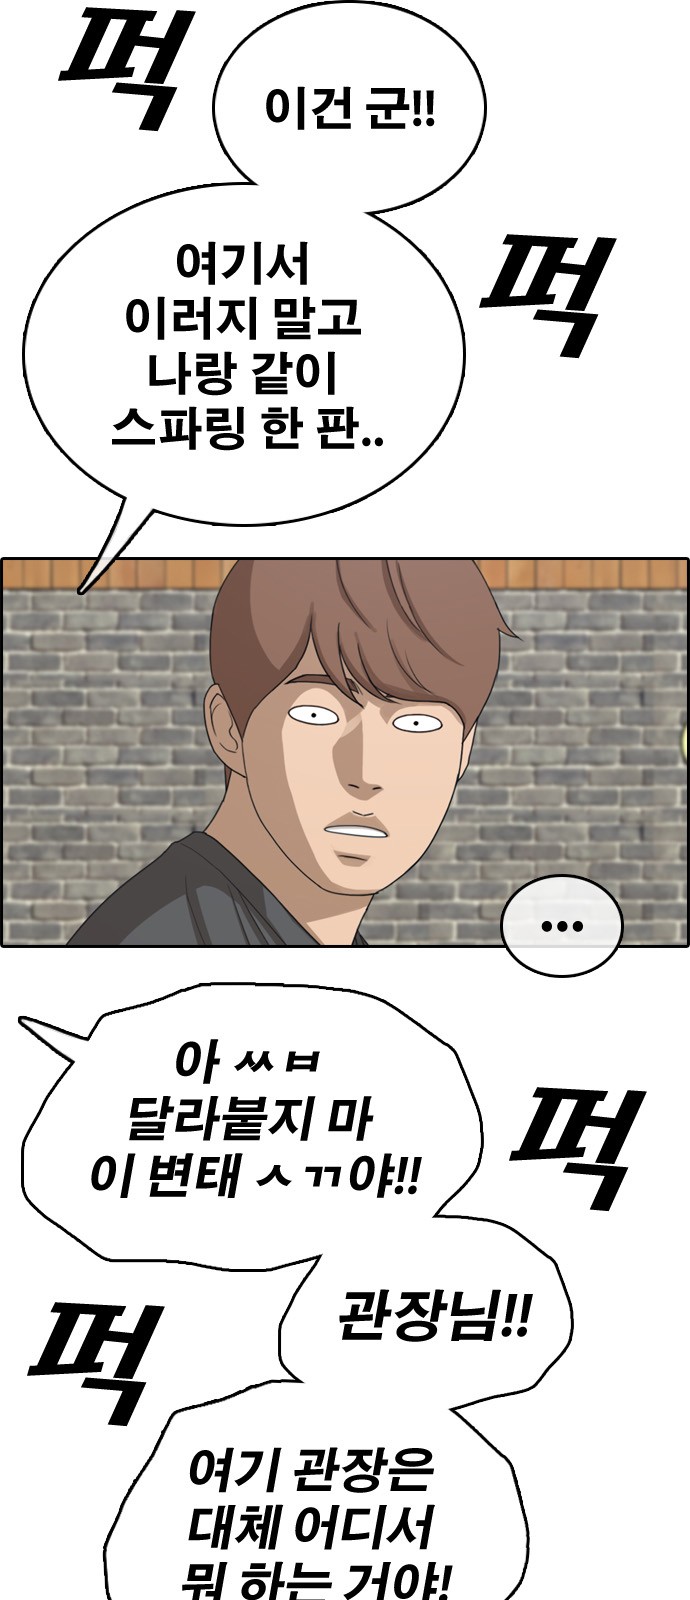 퍽
이건 군!!
퍽
여기서
이러지 말고
나랑 같이
스파링 한 판..
...
아 ㅆㅂ
달라붙지 마
이 변태 ㅅㄲ야!!
퍽
관장님!!
퍽
여기 관장은
대체 어디서
뭐 하는 거야!